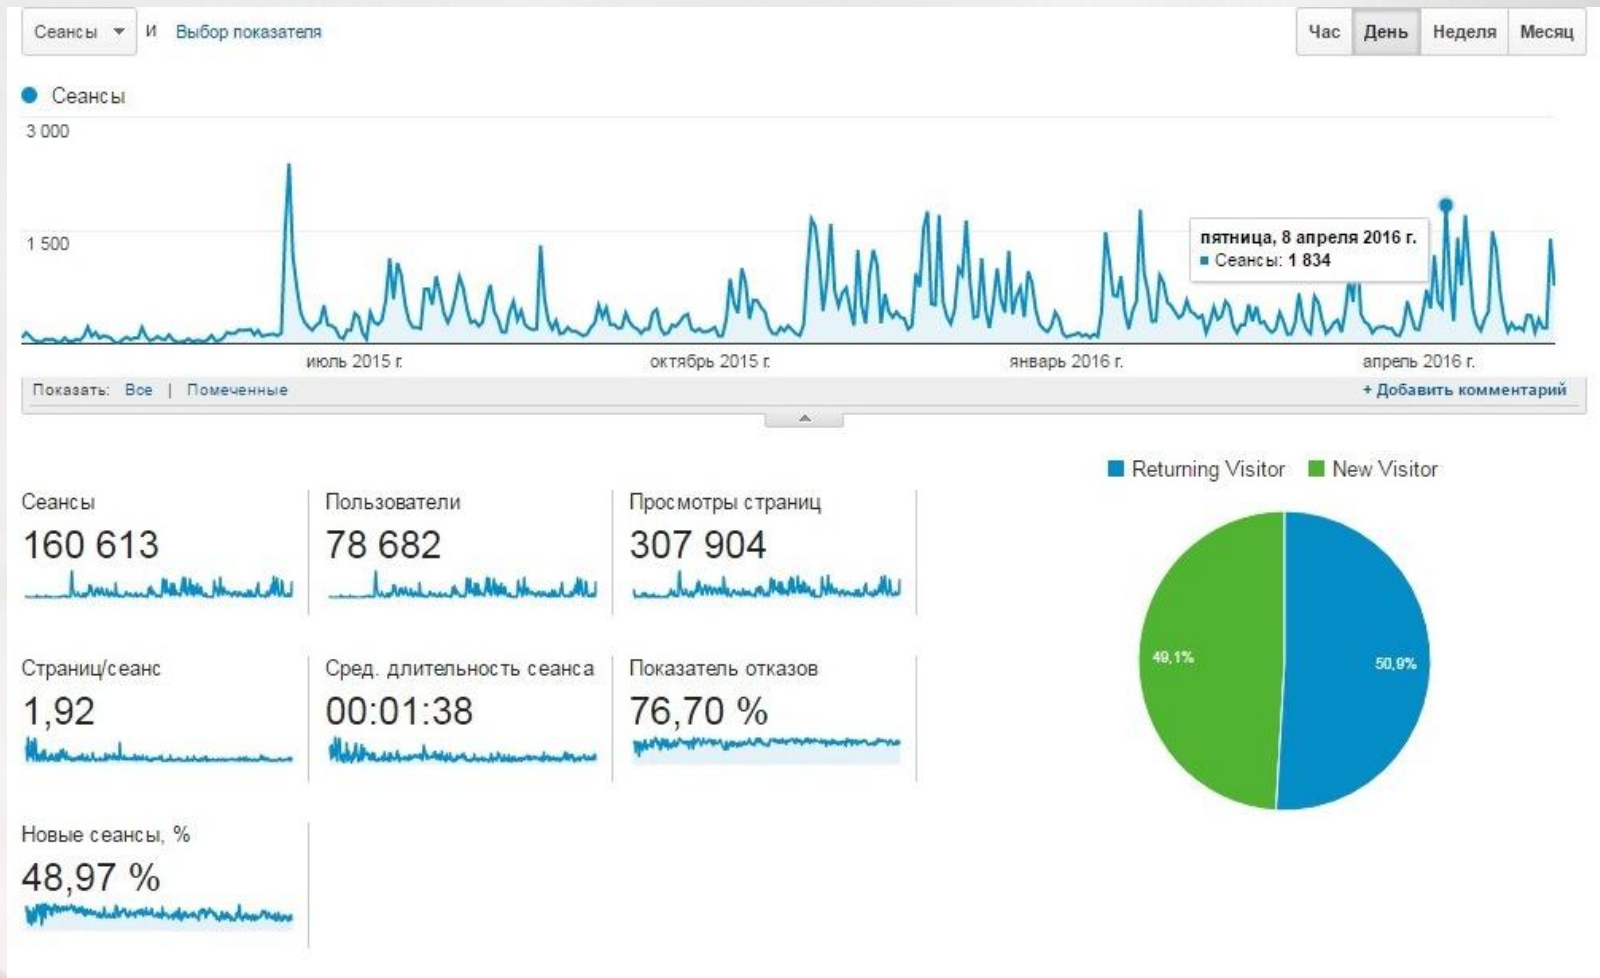 Сеансы и Выбор показателя Час День Неделя Месяц
Сеансы
3 000
1 500
пятница, 8 апреля 2016 г.
Сеансы: 1 834
июль 2015 г. октябрь 2015 г. январь 2016 г. апрель 2016 г.
Показать: Все | Помеченные + Добавить комментарий
Returning Visitor New Visitor
Сеансы Пользователи Просмотры страниц
160 613 78 682 307 904
49,1% 50,9%
Страниц/сеанс Сред. длительность сеанса Показатель отказов
1,92 00:01:38 76,70 %
Новые сеансы, %
48,97 %